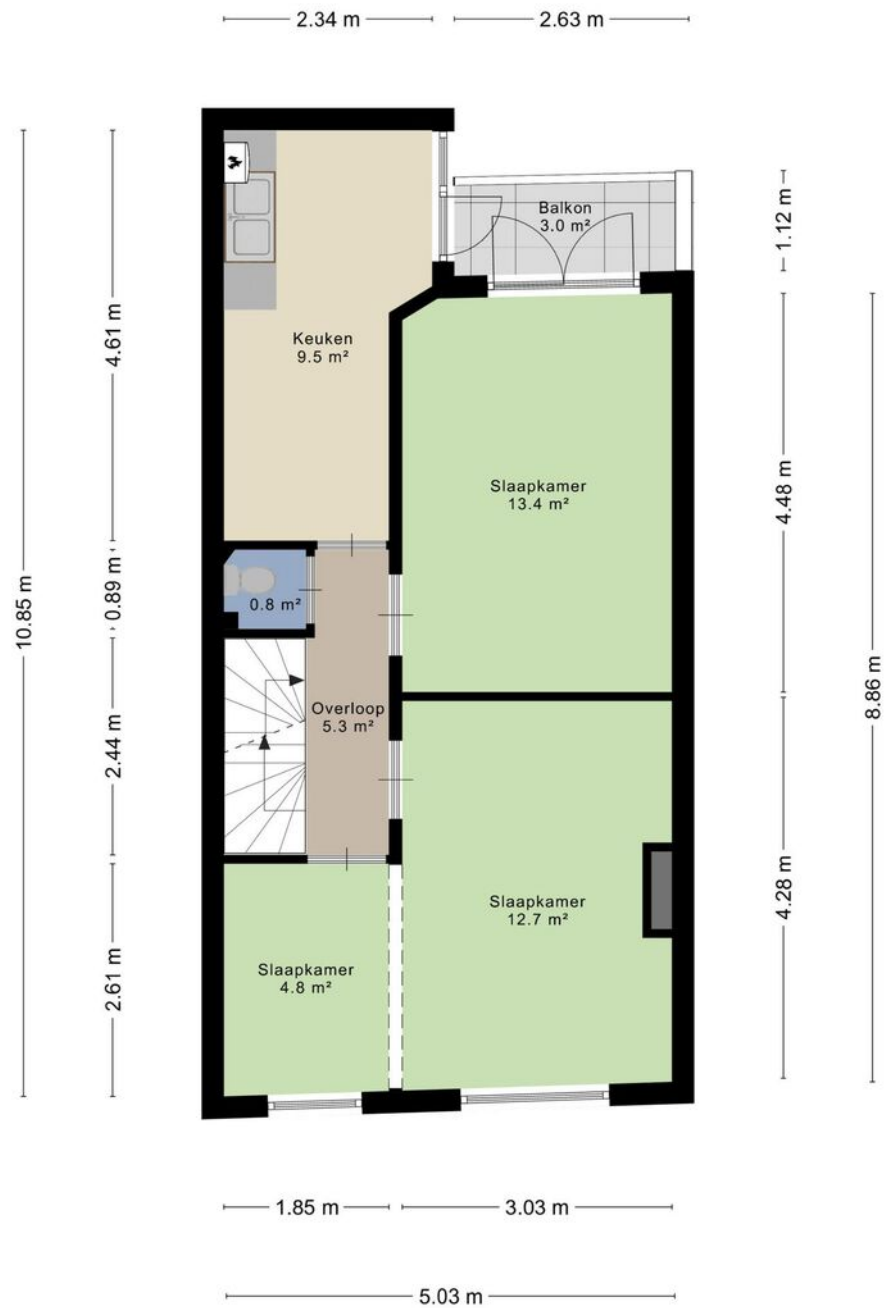 2.34 m
2.63 m
Balkon
3.0 m²
1.12 m
4.61 m
Keuken
9.5 m²
4.48 m
Slaapkamer
13.4 m²
10.85 m
0.89 m
0.8 m²
8.86 m
Overloop
5.3 m²
2.44 m
4.28 m
Slaapkamer
12.7 m²
2.61 m
Slaapkamer
4.8 m²
1.85 m
3.03 m
5.03 m